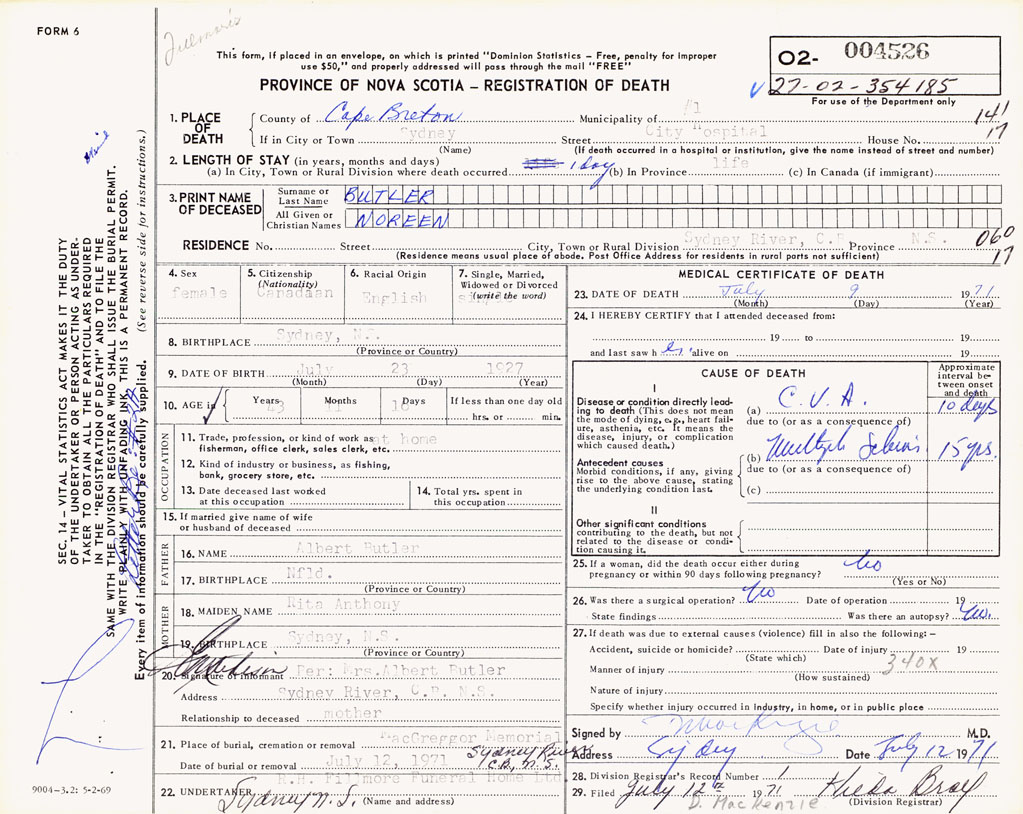 FORM 6
This form, if placed in an envelope, on which is printed "Dominion Statistics – Free, penalty for improper
use $50," and properly addressed will pass through the mail "FREE"
PROVINCE OF NOVA SCOTIA – REGISTRATION OF DEATH
O2- 004526
27-02-354185
For use of the Department only
1. PLACE OF DEATH
County of Cape Breton Municipality of #1 141
If in City or Town Sydney Street City Hospital House No. 17
(Name) (If death occurred in a hospital or institution, give the name instead of street and number)
2. LENGTH OF STAY (in years, months and days)
(a) In City, Town or Rural Division where death occurred 1 day (b) In Province life (c) In Canada (if immigrant)
3. PRINT NAME OF DECEASED
Surname or Last Name BUTLER
All Given or Christian Names NOREEN
RESIDENCE No. Street City, Town or Rural Division Sydney River, C.B. Province N.S. 060
(Residence means usual place of abode. Post Office Address for residents in rural parts not sufficient) 17
4. Sex
female
5. Citizenship
(Nationality)
Canadian
6. Racial Origin
English
7. Single, Married,
Widowed or Divorced
(write the word)
single
8. BIRTHPLACE Sydney, N.S.
(Province or Country)
9. DATE OF BIRTH July 23 1927
(Month) (Day) (Year)
10. AGE in Years Months Days If less than one day old
hrs. or min.
OCCUPATION
11. Trade, profession, or kind of work as at home
fisherman, office clerk, sales clerk, etc.
12. Kind of industry or business, as fishing,
bank, grocery store, etc.
13. Date deceased last worked
at this occupation
14. Total yrs. spent in
this occupation
15. If married give name of wife
or husband of deceased
FATHER
16. NAME Albert Butler
17. BIRTHPLACE Nfld.
(Province or Country)
MOTHER
18. MAIDEN NAME Rita Anthony
19. BIRTHPLACE Sydney, N.S.
(Province or Country)
20. Signature of informant Per: Mrs. Albert Butler
Address Sydney River, C.B. N.S.
Relationship to deceased mother
21. Place of burial, cremation or removal MacGreggor Memorial
Sydney River
Date of burial or removal July 12, 1971 C.B. N.S.
R.H. Fillmore Funeral Home Ltd
22. UNDERTAKER Sydney N.S. (Name and address)
MEDICAL CERTIFICATE OF DEATH
23. DATE OF DEATH July 9 1971
(Month) (Day) (Year)
24. I HEREBY CERTIFY that I attended deceased from:
19 to 19
and last saw her alive on 19
CAUSE OF DEATH
Approximate interval between onset and death
I
Disease or condition directly leading to death (This does not mean the mode of dying, e.g., heart failure, asthenia, etc. It means the disease, injury, or complication which caused death.)
(a) C.V.A. 10 days
due to (or as a consequence of)
Antecedent causes
Morbid conditions, if any, giving rise to the above cause, stating the underlying condition last.
(b) Multiple Sclerosis 15 yrs.
due to (or as a consequence of)
(c)
II
Other significant conditions
contributing to the death, but not
related to the disease or condition causing it.
25. If a woman, did the death occur either during
pregnancy or within 90 days following pregnancy? No
(Yes or No)
26. Was there a surgical operation? No Date of operation 19
State findings Was there an autopsy? No.
27. If death was due to external causes (violence) fill in also the following:–
Accident, suicide or homicide? Date of injury 19
(State which) 340X
Manner of injury
(How sustained)
Nature of injury
Specify whether injury occurred in industry, in home, or in public place
Signed by D MacKenzie M.D.
Address Sydney Date July 12 1971
28. Division Registrar's Record Number 1
29. Filed July 12th 1971 Hilda Bray
D. MacKenzie (Division Registrar)
SEC. 14 – VITAL STATISTICS ACT MAKES IT THE DUTY
OF THE UNDERTAKER OR PERSON ACTING AS UNDER-
TAKER TO OBTAIN ALL THE PARTICULARS REQUIRED
IN THE "REGISTRATION OF DEATH" AND TO FILE THE
SAME WITH THE DIVISION REGISTRAR WHO SHALL ISSUE THE BURIAL PERMIT.
WRITE PLAINLY WITH UNFADING INK. THIS IS A PERMANENT RECORD.
Every item of information should be carefully supplied. (See reverse side for instructions.)
9004-3.2: 5-2-69